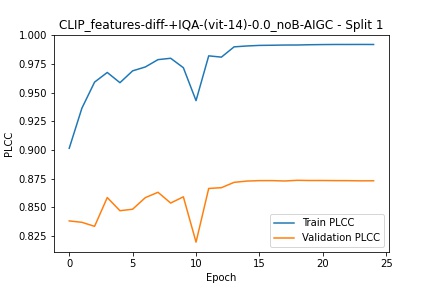 CLIP_features-diff-+IQA-(vit-14)-0.0_noB-AIGC - Split 1
1.000
0.975
0.950
0.925
0.900
0.875
0.850
0.825
PLCC
Train PLCC
Validation PLCC
0 5 10 15 20 25
Epoch